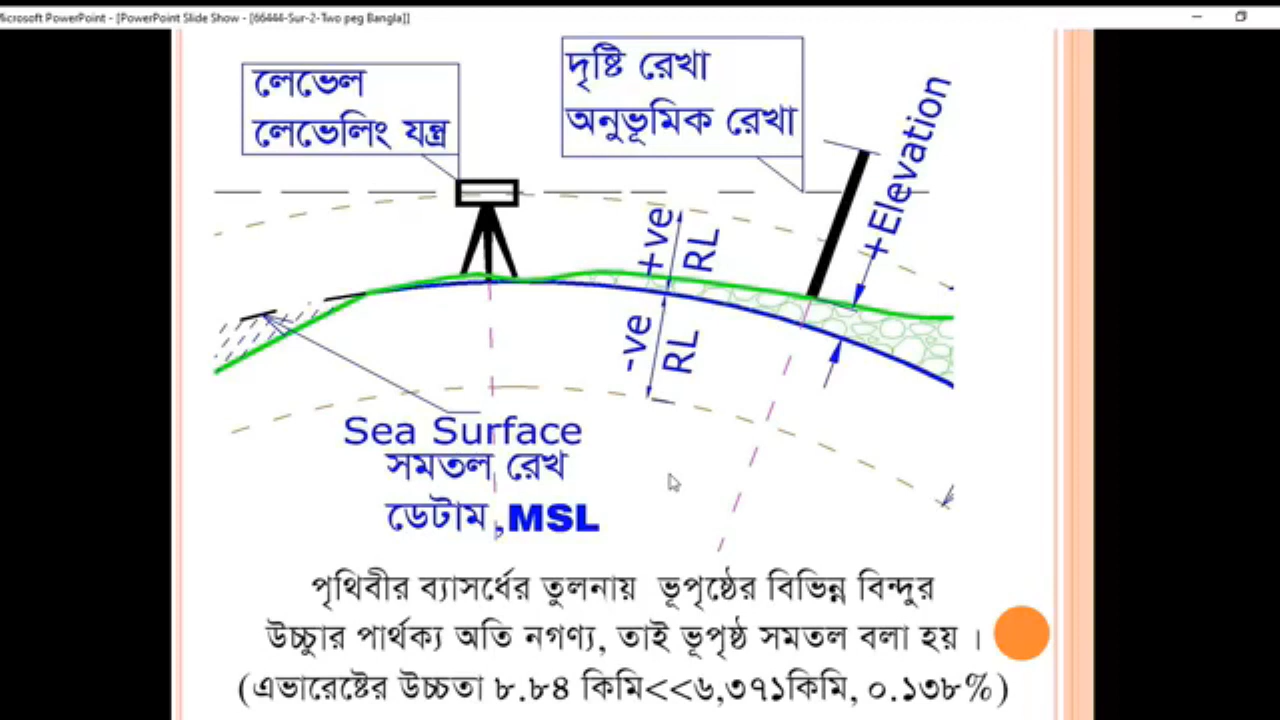 Microsoft PowerPoint - [PowerPoint Slide Show - [66444-Sur-2-Two peg Bangla]]
লেভেল
লেভেলিং যন্ত্র
দৃষ্টি রেখা
অনুভূমিক রেখা
+Elevation
+ve
RL
-ve
RL
Sea Surface
সমতল রেখ
ডেটাম,MSL
পৃথিবীর ব্যাসর্ধের তুলনায় ভূপৃষ্ঠের বিভিন্ন বিন্দুর
উচ্চুার পার্থক্য অতি নগণ্য, তাই ভূপৃষ্ঠ সমতল বলা হয় ।
(এভারেষ্টের উচ্চতা ৮.৮৪ কিমি<<৬,৩৭১কিমি, ০.১৩৮%)